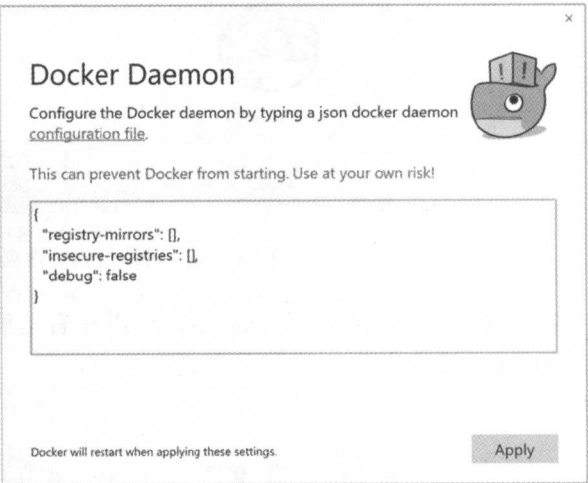 ×
Docker Daemon
Configure the Docker daemon by typing a json docker daemon
configuration file.
This can prevent Docker from starting. Use at your own risk!
{
"registry-mirrors": [],
"insecure-registries": [],
"debug": false
}
Docker will restart when applying these settings.
Apply
! !